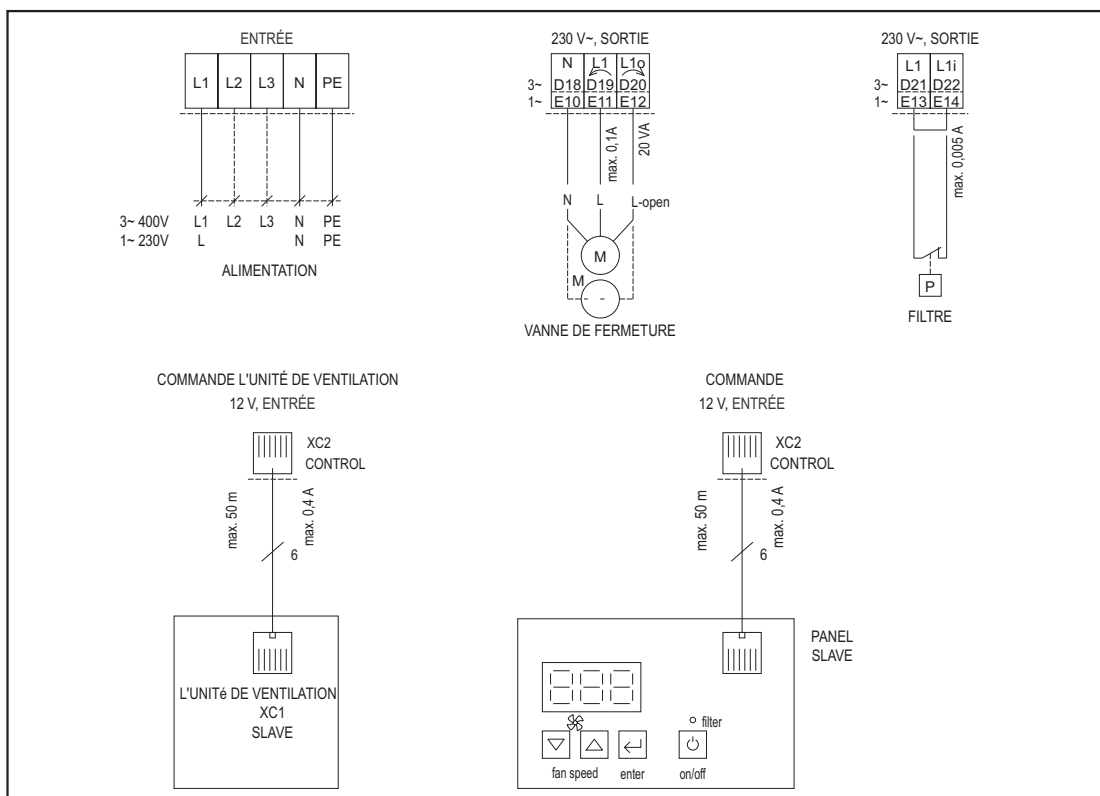 ENTRÉE
L1 L2 L3 N PE
3~ 400V L1 L2 L3 N PE
1~ 230V L N PE
ALIMENTATION
230 V~, SORTIE
N L1 L1o
3~ D18 D19 D20
1~ E10 E11 E12
max. 0,1A
20 VA
N L L-open
M
M
VANNE DE FERMETURE
230 V~, SORTIE
L1 L1i
3~ D21 D22
1~ E13 E14
max. 0,005 A
P
FILTRE
COMMANDE L'UNITÉ DE VENTILATION
12 V, ENTRÉE
XC2
CONTROL
max. 50 m
max. 0,4 A
6
L'UNITé DE VENTILATION
XC1
SLAVE
COMMANDE
12 V, ENTRÉE
XC2
CONTROL
max. 50 m
max. 0,4 A
6
PANEL
SLAVE
filter
fan speed enter on/off